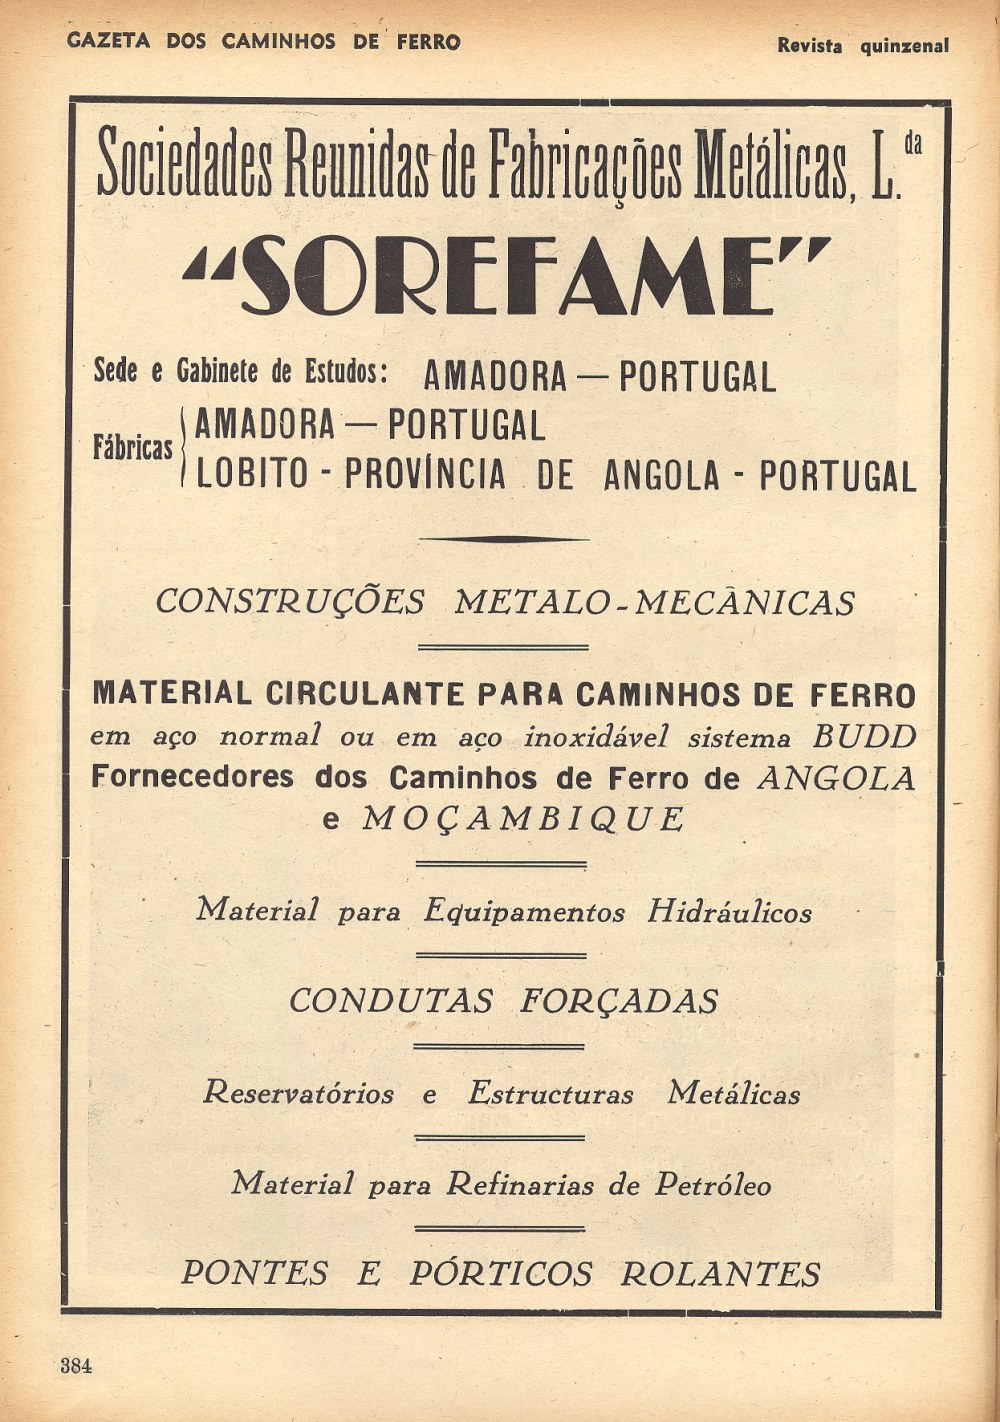 GAZETA DOS CAMINHOS DE FERRO
Revista quinzenal
Sociedades Reunidas de Fabricações Metálicas, L.da
"SOREFAME"
Sede e Gabinete de Estudos: AMADORA — PORTUGAL
Fábricas
AMADORA — PORTUGAL
LOBITO - PROVÍNCIA DE ANGOLA - PORTUGAL
CONSTRUÇÕES METALO-MECÂNICAS
MATERIAL CIRCULANTE PARA CAMINHOS DE FERRO
em aço normal ou em aço inoxidável sistema BUDD
Fornecedores dos Caminhos de Ferro de ANGOLA
e MOÇAMBIQUE
Material para Equipamentos Hidráulicos
CONDUTAS FORÇADAS
Reservatórios e Estructuras Metálicas
Material para Refinarias de Petróleo
PONTES E PÓRTICOS ROLANTES
384